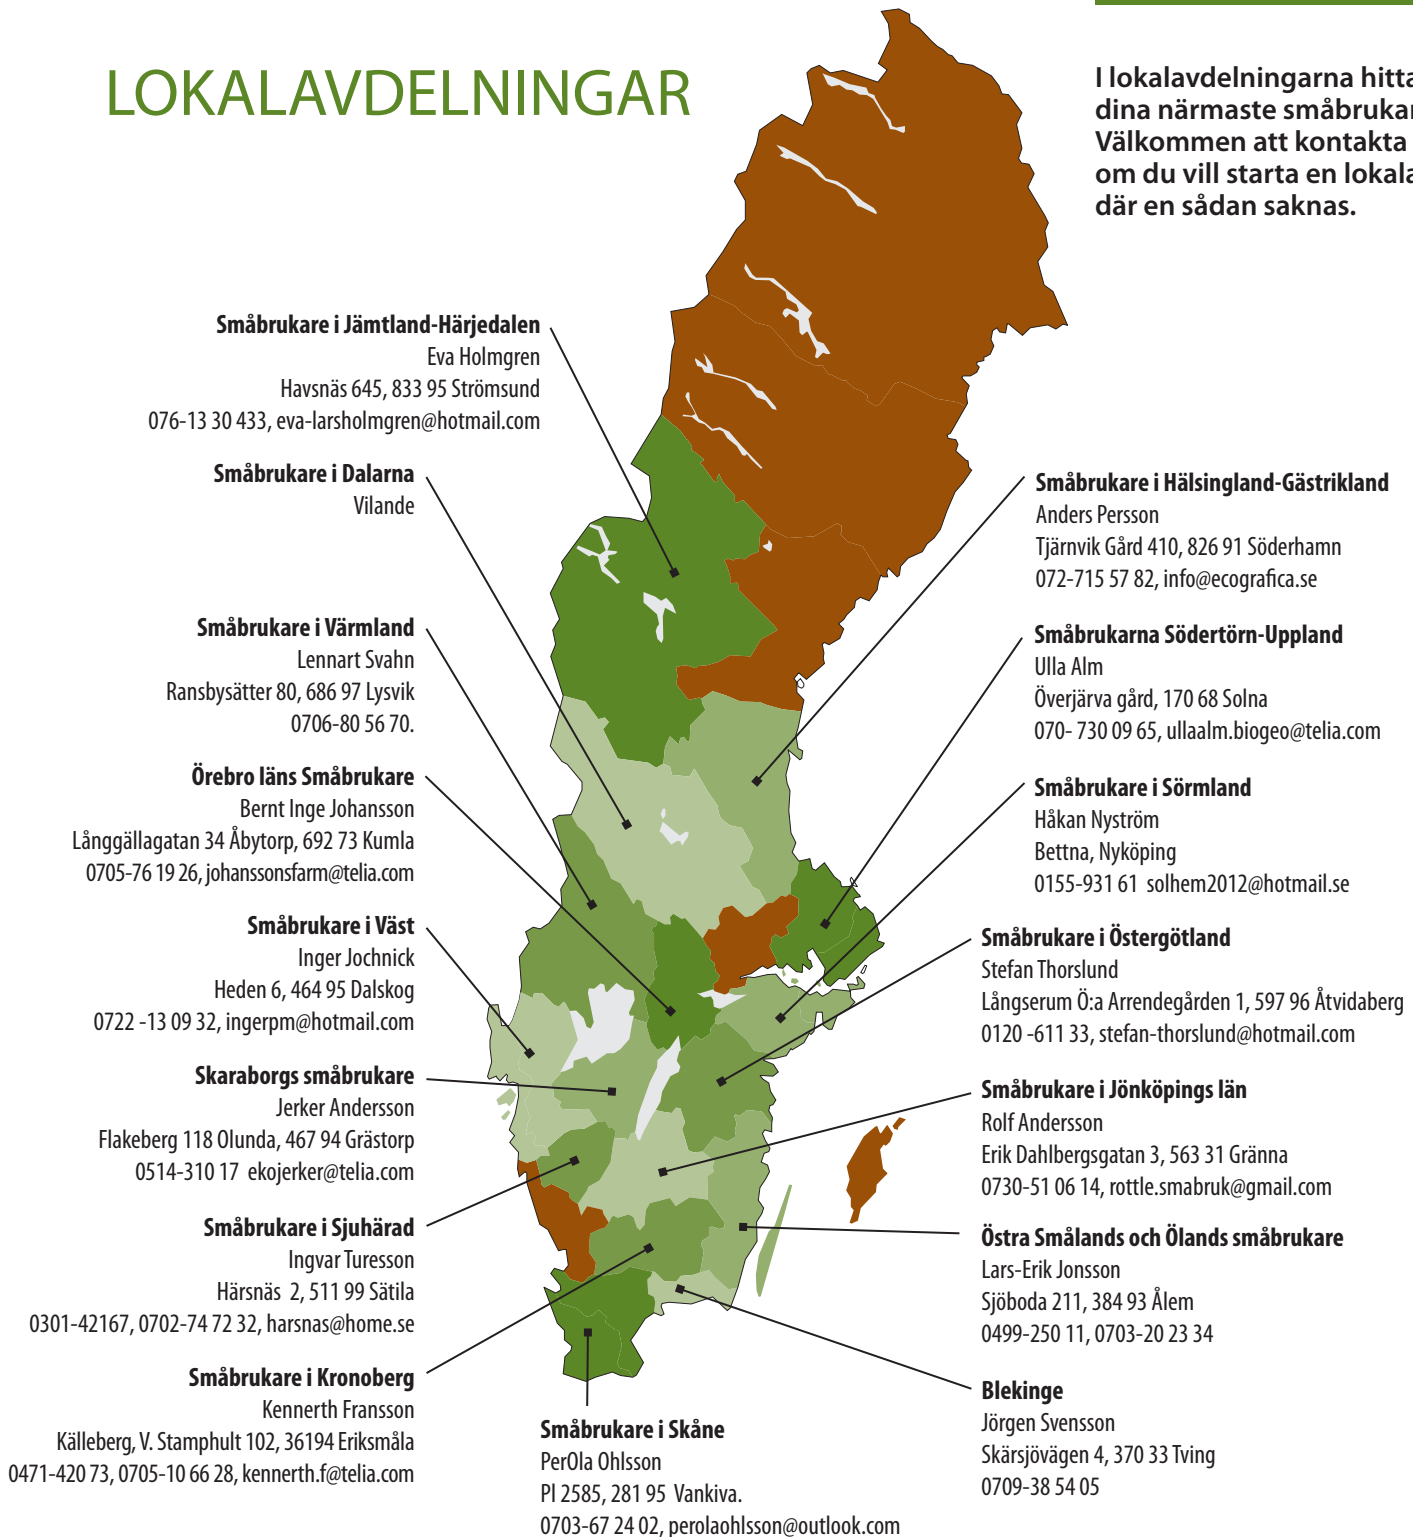 LOKALAVDELNINGAR
I lokalavdelningarna hitta
dina närmaste småbrukar
Välkommen att kontakta
om du vill starta en lokala
där en sådan saknas.
Småbrukare i Jämtland-Härjedalen
Eva Holmgren
Havsnäs 645, 833 95 Strömsund
076-13 30 433, eva-larsholmgren@hotmail.com
Småbrukare i Dalarna
Vilande
Småbrukare i Värmland
Lennart Svahn
Ransbysätter 80, 686 97 Lysvik
0706-80 56 70.
Örebro läns Småbrukare
Bernt Inge Johansson
Långgällagatan 34 Åbytorp, 692 73 Kumla
0705-76 19 26, johanssonsfarm@telia.com
Småbrukare i Väst
Inger Jochnick
Heden 6, 464 95 Dalskog
0722 -13 09 32, ingerpm@hotmail.com
Skaraborgs småbrukare
Jerker Andersson
Flakeberg 118 Olunda, 467 94 Grästorp
0514-310 17  ekojerker@telia.com
Småbrukare i Sjuhärad
Ingvar Turesson
Härsnäs  2, 511 99 Sätila
0301-42167, 0702-74 72 32, harsnas@home.se
Småbrukare i Kronoberg
Kennerth Fransson
Källeberg, V. Stamphult 102, 36194 Eriksmåla
0471-420 73, 0705-10 66 28, kennerth.f@telia.com
Småbrukare i Skåne
PerOla Ohlsson
Pl 2585, 281 95  Vankiva.
0703-67 24 02, perolaohlsson@outlook.com
Småbrukare i Hälsingland-Gästrikland
Anders Persson
Tjärnvik Gård 410, 826 91 Söderhamn
072-715 57 82, info@ecografica.se
Småbrukarna Södertörn-Uppland
Ulla Alm
Överjärva gård, 170 68 Solna
070- 730 09 65, ullaalm.biogeo@telia.com
Småbrukare i Sörmland
Håkan Nyström
Bettna, Nyköping
0155-931 61  solhem2012@hotmail.se
Småbrukare i Östergötland
Stefan Thorslund
Långserum Ö:a Arrendegården 1, 597 96 Åtvidaberg
0120 -611 33, stefan-thorslund@hotmail.com
Småbrukare i Jönköpings län
Rolf Andersson
Erik Dahlbergsgatan 3, 563 31 Gränna
0730-51 06 14, rottle.smabruk@gmail.com
Östra Smålands och Ölands småbrukare
Lars-Erik Jonsson
Sjöboda 211, 384 93 Ålem
0499-250 11, 0703-20 23 34
Blekinge
Jörgen Svensson
Skärsjövägen 4, 370 33 Tving
0709-38 54 05